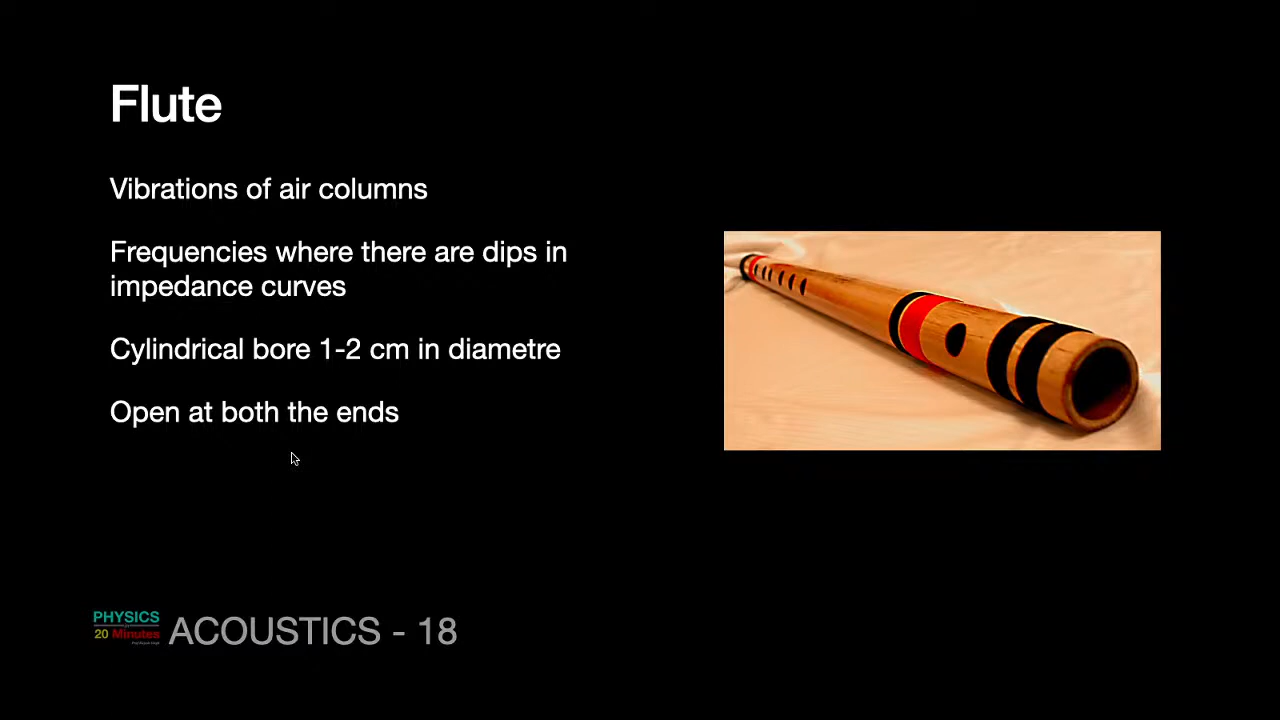 Flute
Vibrations of air columns
Frequencies where there are dips in
impedance curves
Cylindrical bore 1-2 cm in diametre
Open at both the ends
PHYSICS
20 Minutes
ACOUSTICS - 18